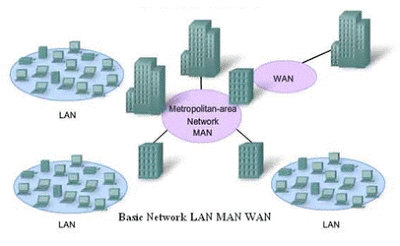 LAN
WAN
Metropolitan-area
Network
MAN
LAN
LAN
Basic Network LAN MAN WAN